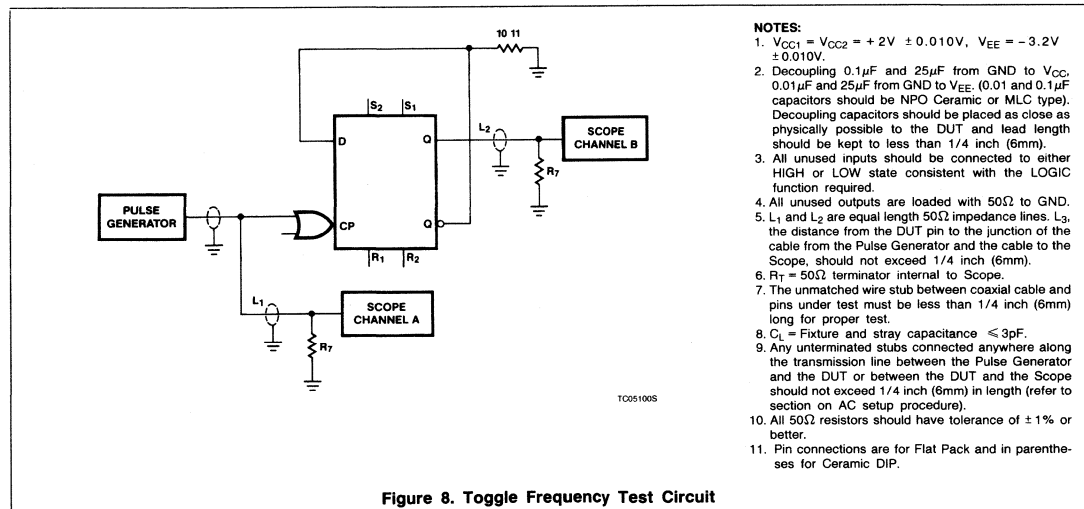 10 11
S2 S1
D Q
L2
SCOPE
CHANNEL B
R7
PULSE
GENERATOR
CP Q
R1 R2
L1
SCOPE
CHANNEL A
R7
TC05100S
NOTES:
1. VCC1 = VCC2 = + 2V ± 0.010V, VEE = − 3.2V
± 0.010V.
2. Decoupling 0.1μF and 25μF from GND to VCC,
0.01μF and 25μF from GND to VEE. (0.01 and 0.1μF
capacitors should be NPO Ceramic or MLC type).
Decoupling capacitors should be placed as close as
physically possible to the DUT and lead length
should be kept to less than 1/4 inch (6mm).
3. All unused inputs should be connected to either
HIGH or LOW state consistent with the LOGIC
function required.
4. All unused outputs are loaded with 50Ω to GND.
5. L1 and L2 are equal length 50Ω impedance lines. L3,
the distance from the DUT pin to the junction of the
cable from the Pulse Generator and the cable to the
Scope, should not exceed 1/4 inch (6mm).
6. RT = 50Ω terminator internal to Scope.
7. The unmatched wire stub between coaxial cable and
pins under test must be less than 1/4 inch (6mm)
long for proper test.
8. CL = Fixture and stray capacitance ≤ 3pF.
9. Any unterminated stubs connected anywhere along
the transmission line between the Pulse Generator
and the DUT or between the DUT and the Scope
should not exceed 1/4 inch (6mm) in length (refer to
section on AC setup procedure).
10. All 50Ω resistors should have tolerance of ± 1% or
better.
11. Pin connections are for Flat Pack and in parenthe-
ses for Ceramic DIP.
Figure 8. Toggle Frequency Test Circuit